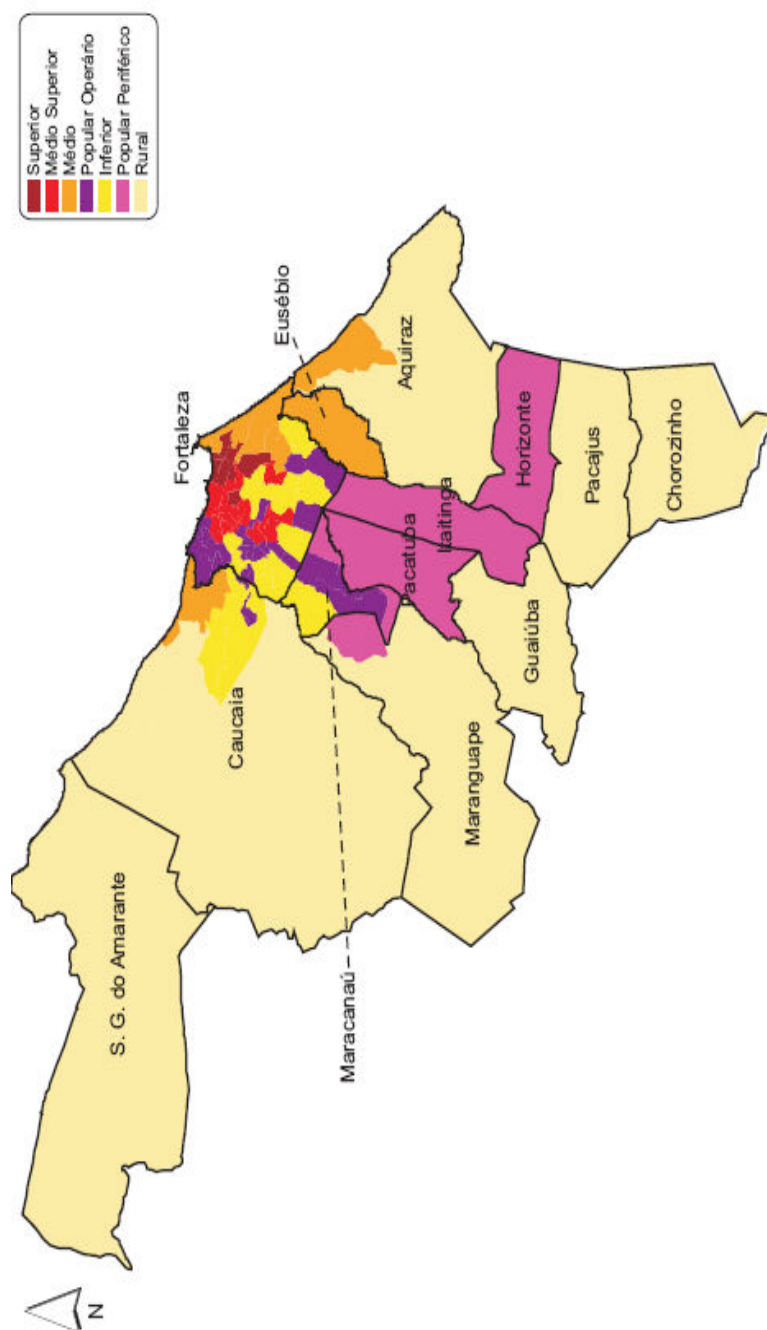 Superior
Médio Superior
Médio
Popular Operário
Inferior
Popular Periférico
Rural
Fortaleza
Eusébio
Aquiraz
Horizonte
Itaitinga
Pacatuba
Pacajus
Chorozinho
Guaiúba
Maranguape
Caucaia
Maracanaú
S. G. do Amarante
N